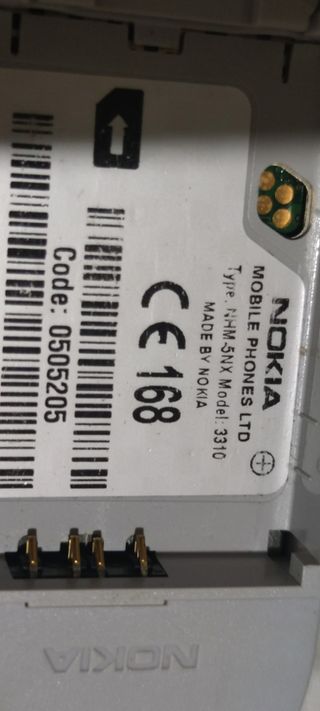 NOKIA
MOBILE PHONES LTD
Type: NHM-5NX Model: 3310
MADE BY NOKIA
CE 168
Code: 0505205
NOKIA